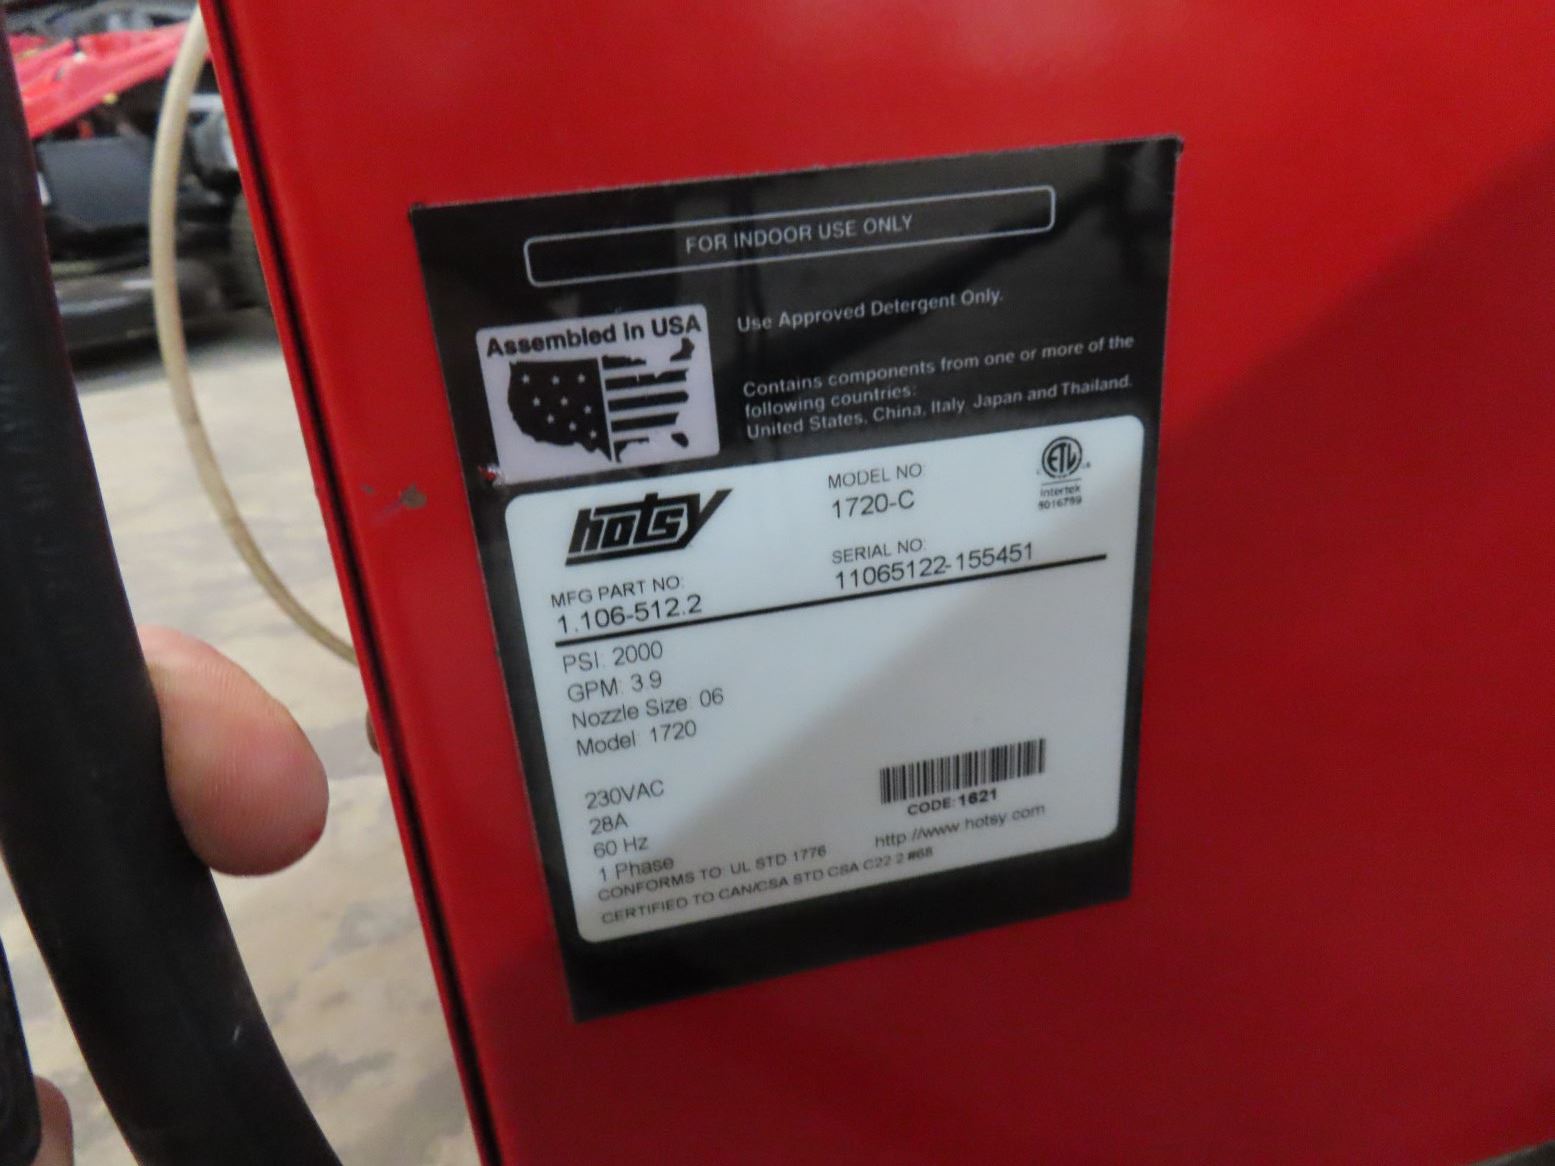 FOR INDOOR USE ONLY
Assembled in USA
Use Approved Detergent Only.
Contains components from one or more of the
following countries:
United States, China, Italy Japan and Thailand.
hotsy
MODEL NO:
1720-C
ETL
Intertek
MFG PART NO:
1.106-512.2
SERIAL NO:
11065122-155451
PSI: 2000
GPM: 3.9
Nozzle Size: 06
Model: 1720
230VAC
28A
60 Hz
1 Phase
CODE:1621
http://www.hotsy.com
CONFORMS TO: UL STD 1776
CERTIFIED TO CAN/CSA STD CSA C22.2 #68